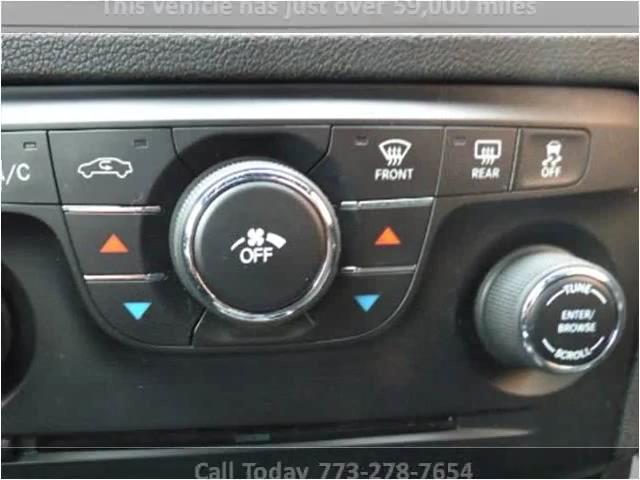 This vehicle has just over 59,000 miles
A/C
FRONT
REAR
OFF
OFF
TUNE
ENTER/
BROWSE
SCROLL
Call Today 773-278-7654